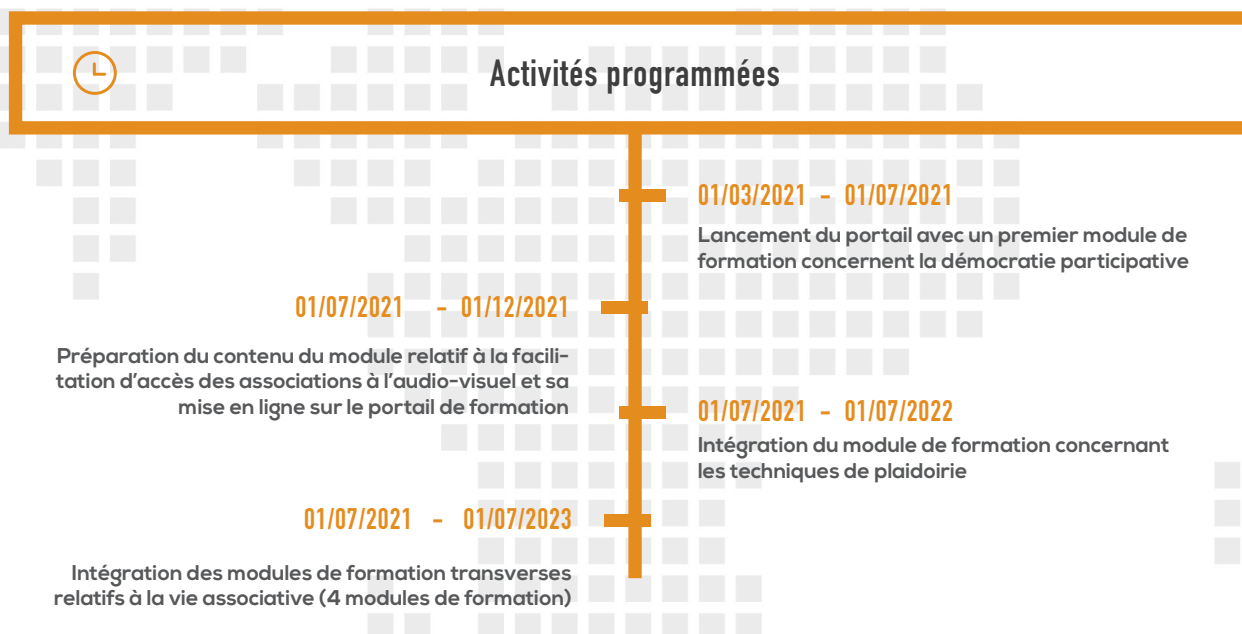 Activités programmées
01/03/2021 - 01/07/2021
Lancement du portail avec un premier module de
formation concernent la démocratie participative
01/07/2021 - 01/12/2021
Préparation du contenu du module relatif à la facili-
tation d’accès des associations à l’audio-visuel et sa
mise en ligne sur le portail de formation
01/07/2021 - 01/07/2022
Intégration du module de formation concernant
les techniques de plaidoirie
01/07/2021 - 01/07/2023
Intégration des modules de formation transverses
relatifs à la vie associative (4 modules de formation)